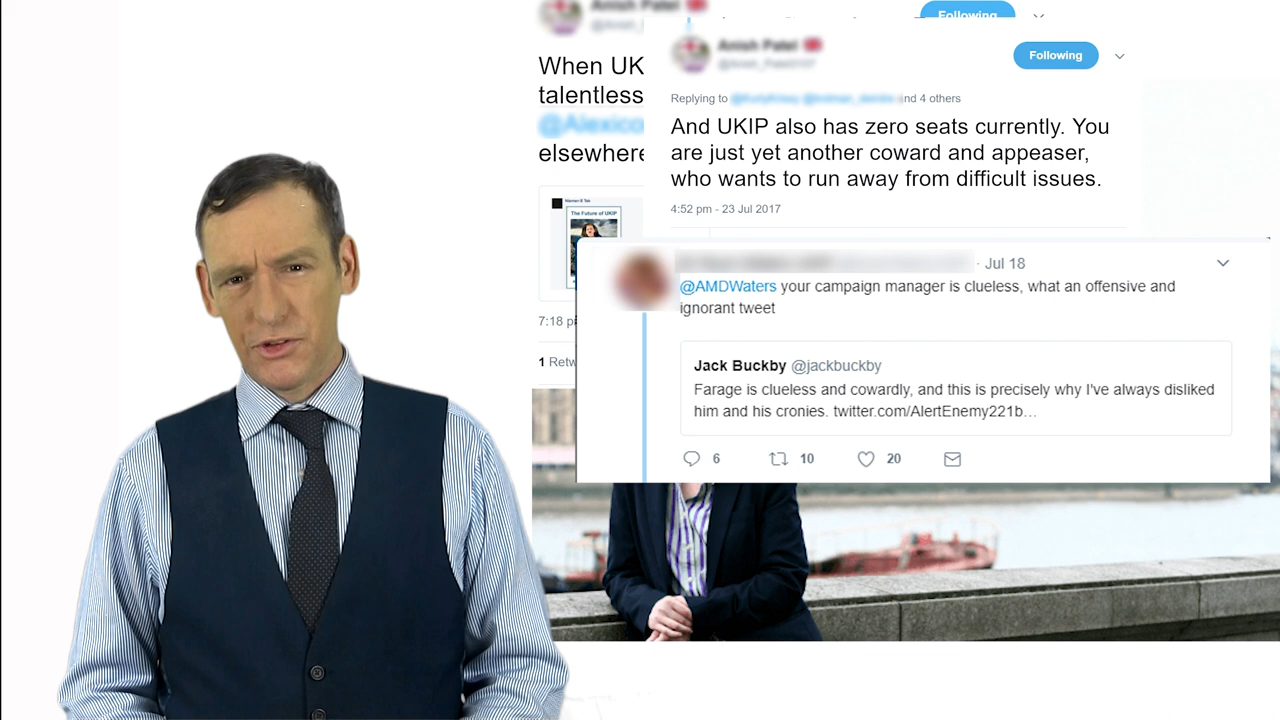 Following
When UK
talentless
elsewhere
The Future of UKIP
7:18 p
1 Retw
Following
Replying to and 4 others
And UKIP also has zero seats currently. You
are just yet another coward and appeaser,
who wants to run away from difficult issues.
4:52 pm - 23 Jul 2017
· Jul 18
@AMDWaters your campaign manager is clueless, what an offensive and
ignorant tweet
Jack Buckby @jackbuckby
Farage is clueless and cowardly, and this is precisely why I've always disliked
him and his cronies. twitter.com/AlertEnemy221b…
6 10 20